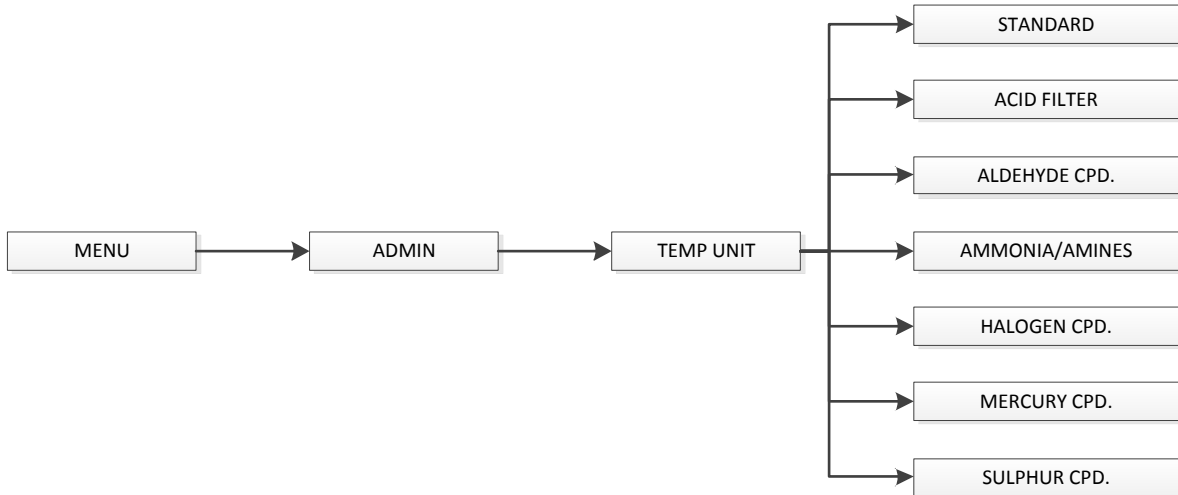 STANDARD
ACID FILTER
ALDEHYDE CPD.
MENU
ADMIN
TEMP UNIT
AMMONIA/AMINES
HALOGEN CPD.
MERCURY CPD.
SULPHUR CPD.